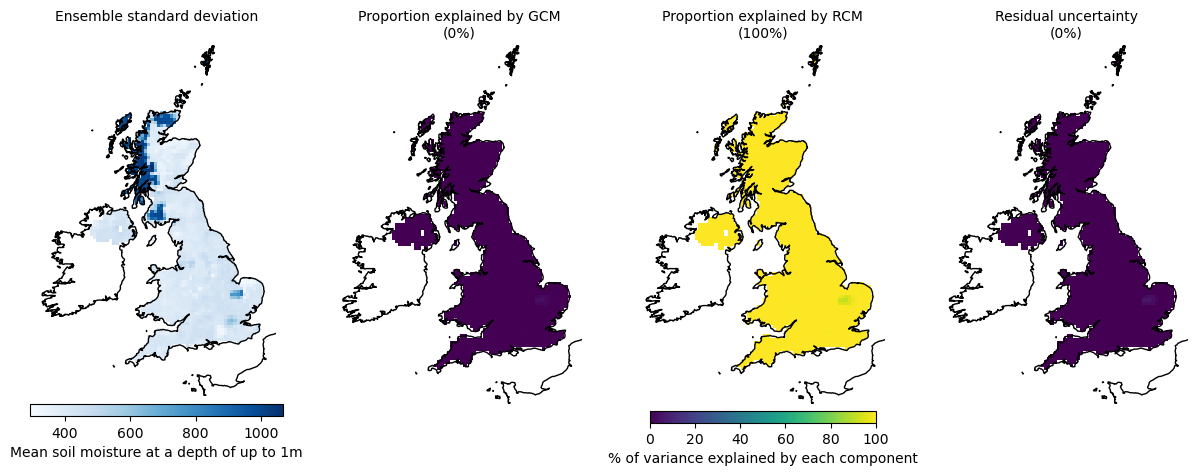 Ensemble standard deviation
Proportion explained by GCM
(0%)
Proportion explained by RCM
(100%)
Residual uncertainty
(0%)
400 600 800 1000
Mean soil moisture at a depth of up to 1m
0 20 40 60 80 100
% of variance explained by each component